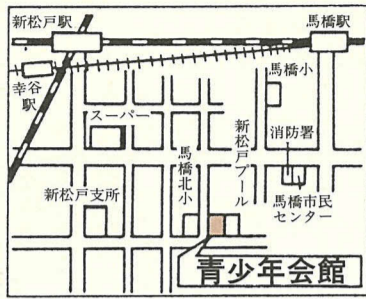 新松戸駅
馬橋駅
幸谷駅
馬橋小
スーパー
新松戸プール
消防署
馬橋北小
新松戸支所
馬橋市民センター
青少年会館